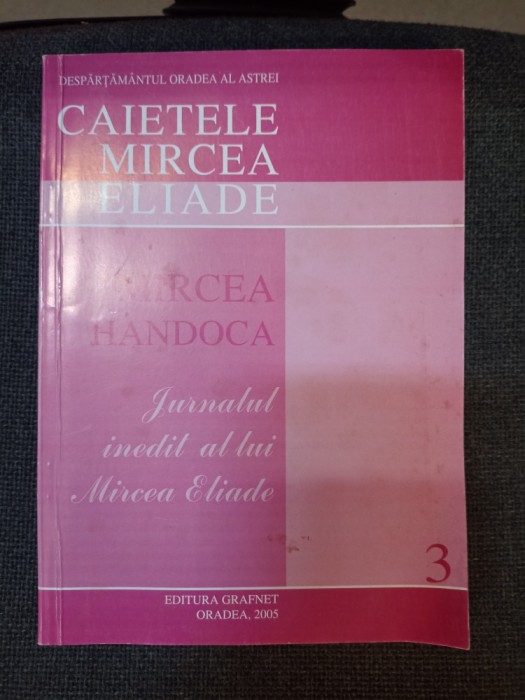 DESPĂRŢĂMÂNTUL ORADEA AL ASTREI
CAIETELE
MIRCEA
ELIADE
MIRCEA
HANDOCA
Jurnalul
inedit al lui
Mircea Eliade
3
EDITURA GRAFNET
ORADEA, 2005